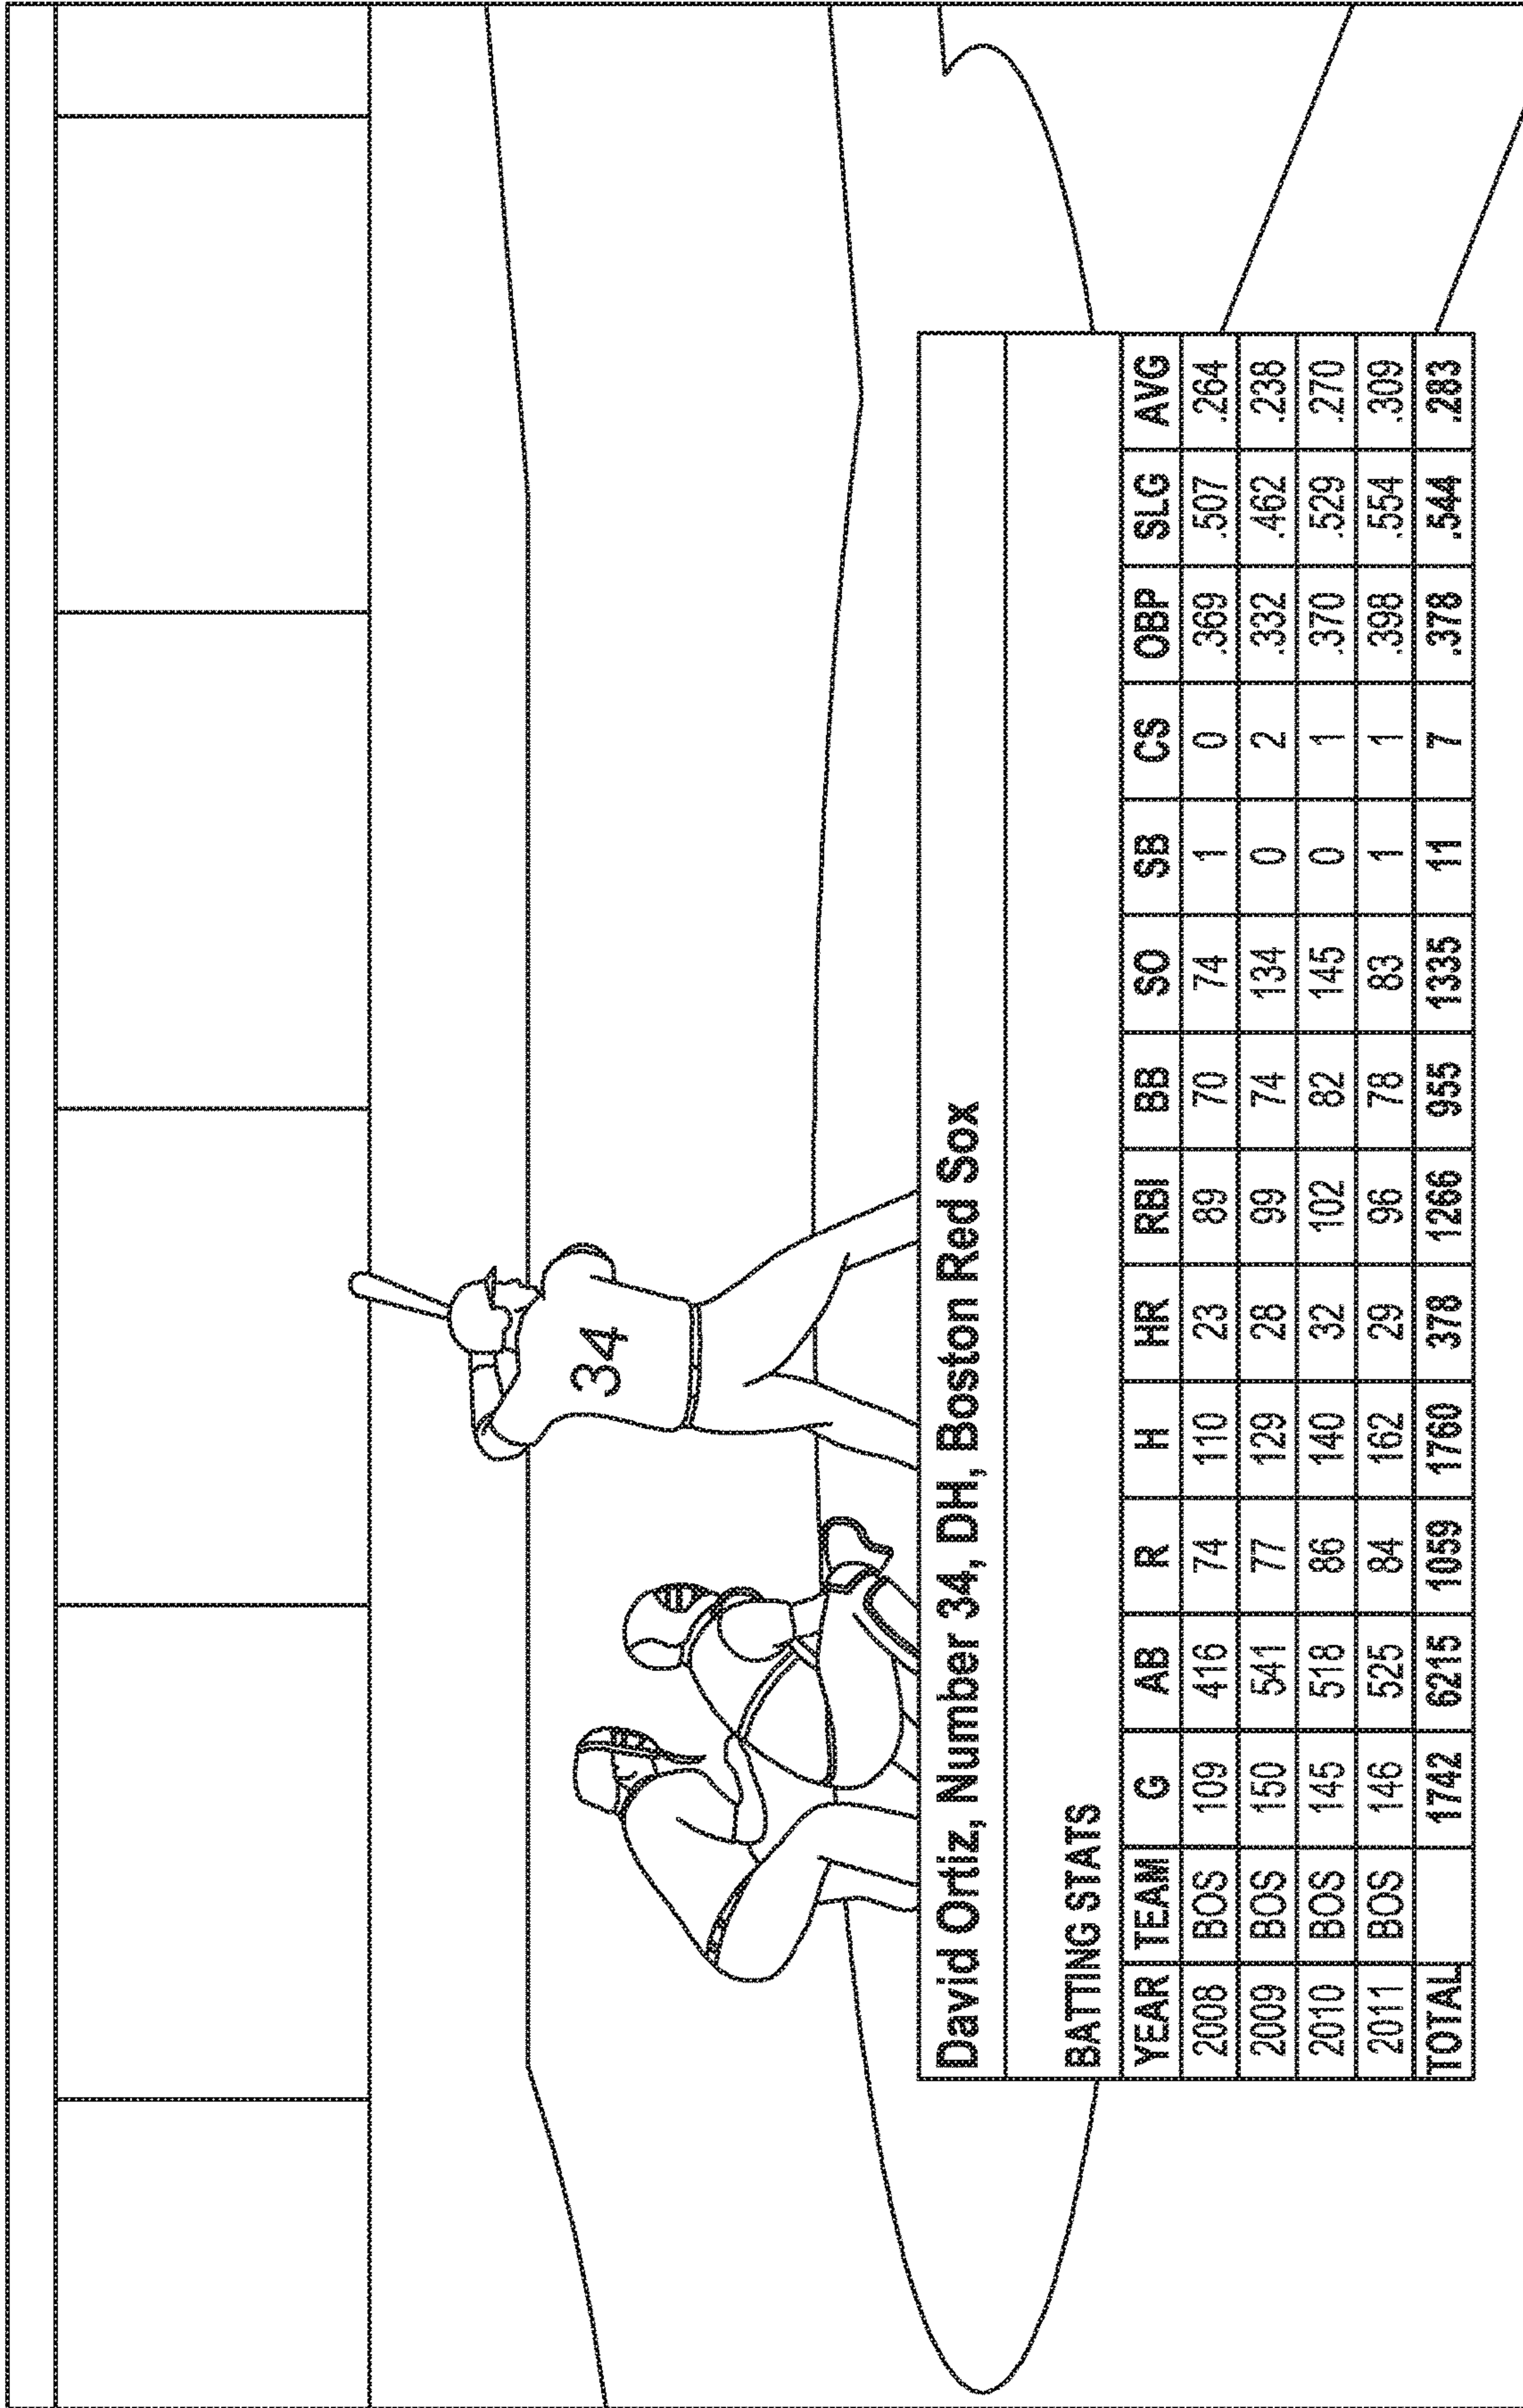 34
David Ortiz, Number 34, DH, Boston Red Sox
BATTING STATS
YEAR TEAM G AB R H HR RBI BB SO SB CS OBP SLG AVG
2008 BOS 109 416 74 110 23 89 70 74 1 0 .369 .507 .264
2009 BOS 150 541 77 129 28 99 74 134 0 2 .332 .462 .238
2010 BOS 145 518 86 140 32 102 82 145 0 1 .370 .529 .270
2011 BOS 146 525 84 162 29 96 78 83 1 1 .398 .554 .309
TOTAL 1742 6215 1059 1760 378 1266 955 1335 11 7 .378 .544 .283